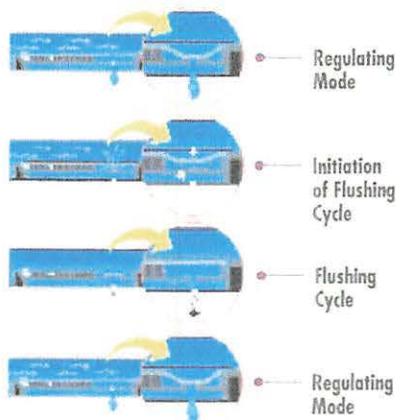 Regulating
Mode
Initiation
of Flushing
Cycle
Flushing
Cycle
Regulating
Mode